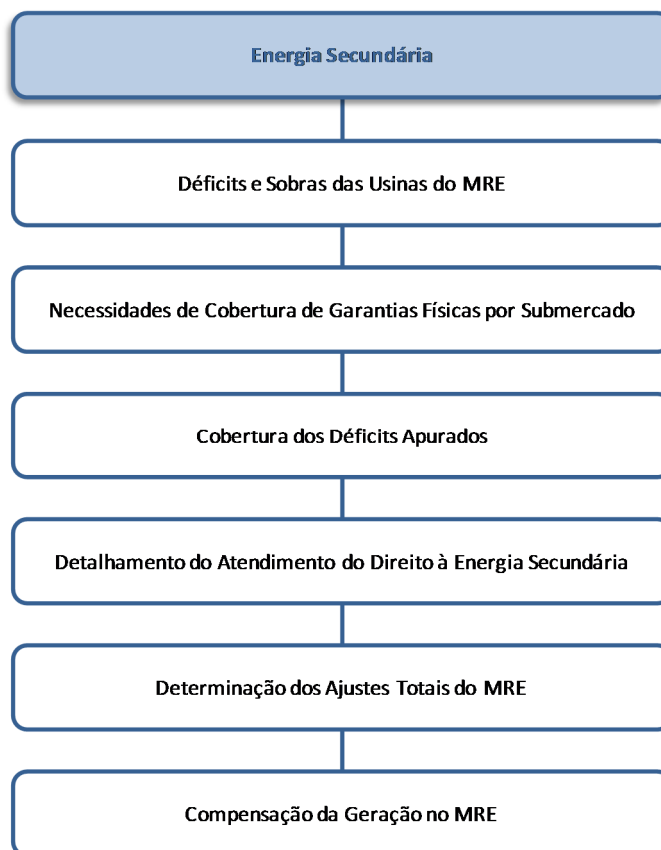 Energia Secundária
Déficits e Sobras das Usinas do MRE
Necessidades de Cobertura de Garantias Físicas por Submercado
Cobertura dos Déficits Apurados
Detalhamento do Atendimento do Direito à Energia Secundária
Determinação dos Ajustes Totais do MRE
Compensação da Geração no MRE